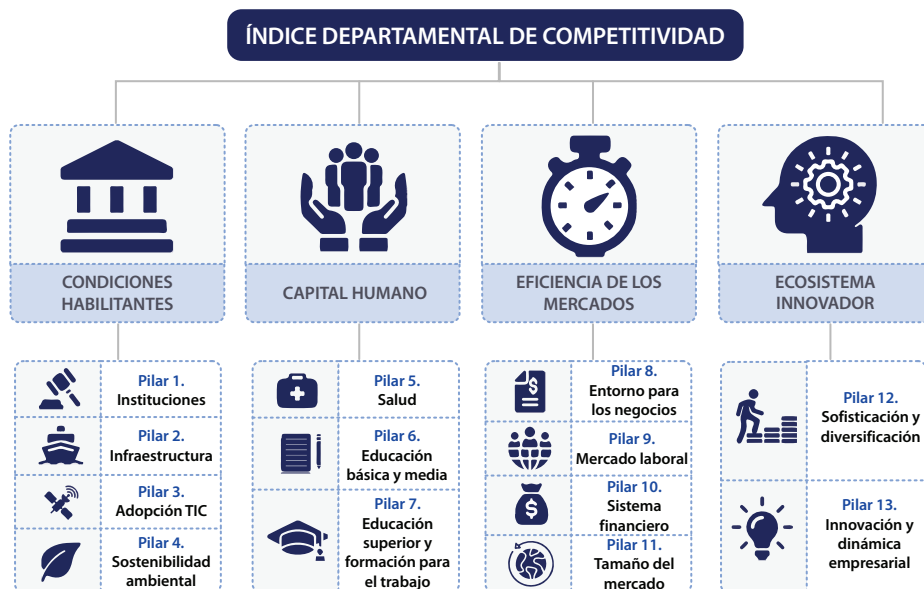 ÍNDICE DEPARTAMENTAL DE COMPETITIVIDAD
CONDICIONES
HABILITANTES
CAPITAL HUMANO
EFICIENCIA DE LOS
MERCADOS
ECOSISTEMA
INNOVADOR
Pilar 1.
Instituciones
Pilar 2.
Infraestructura
Pilar 3.
Adopción TIC
Pilar 4.
Sostenibilidad
ambiental
Pilar 5.
Salud
Pilar 6.
Educación
básica y media
Pilar 7.
Educación
superior y
formación para
el trabajo
Pilar 8.
Entorno para
los negocios
Pilar 9.
Mercado laboral
Pilar 10.
Sistema
financiero
Pilar 11.
Tamaño del
mercado
Pilar 12.
Sofisticación y
diversificación
Pilar 13.
Innovación y
dinámica
empresarial